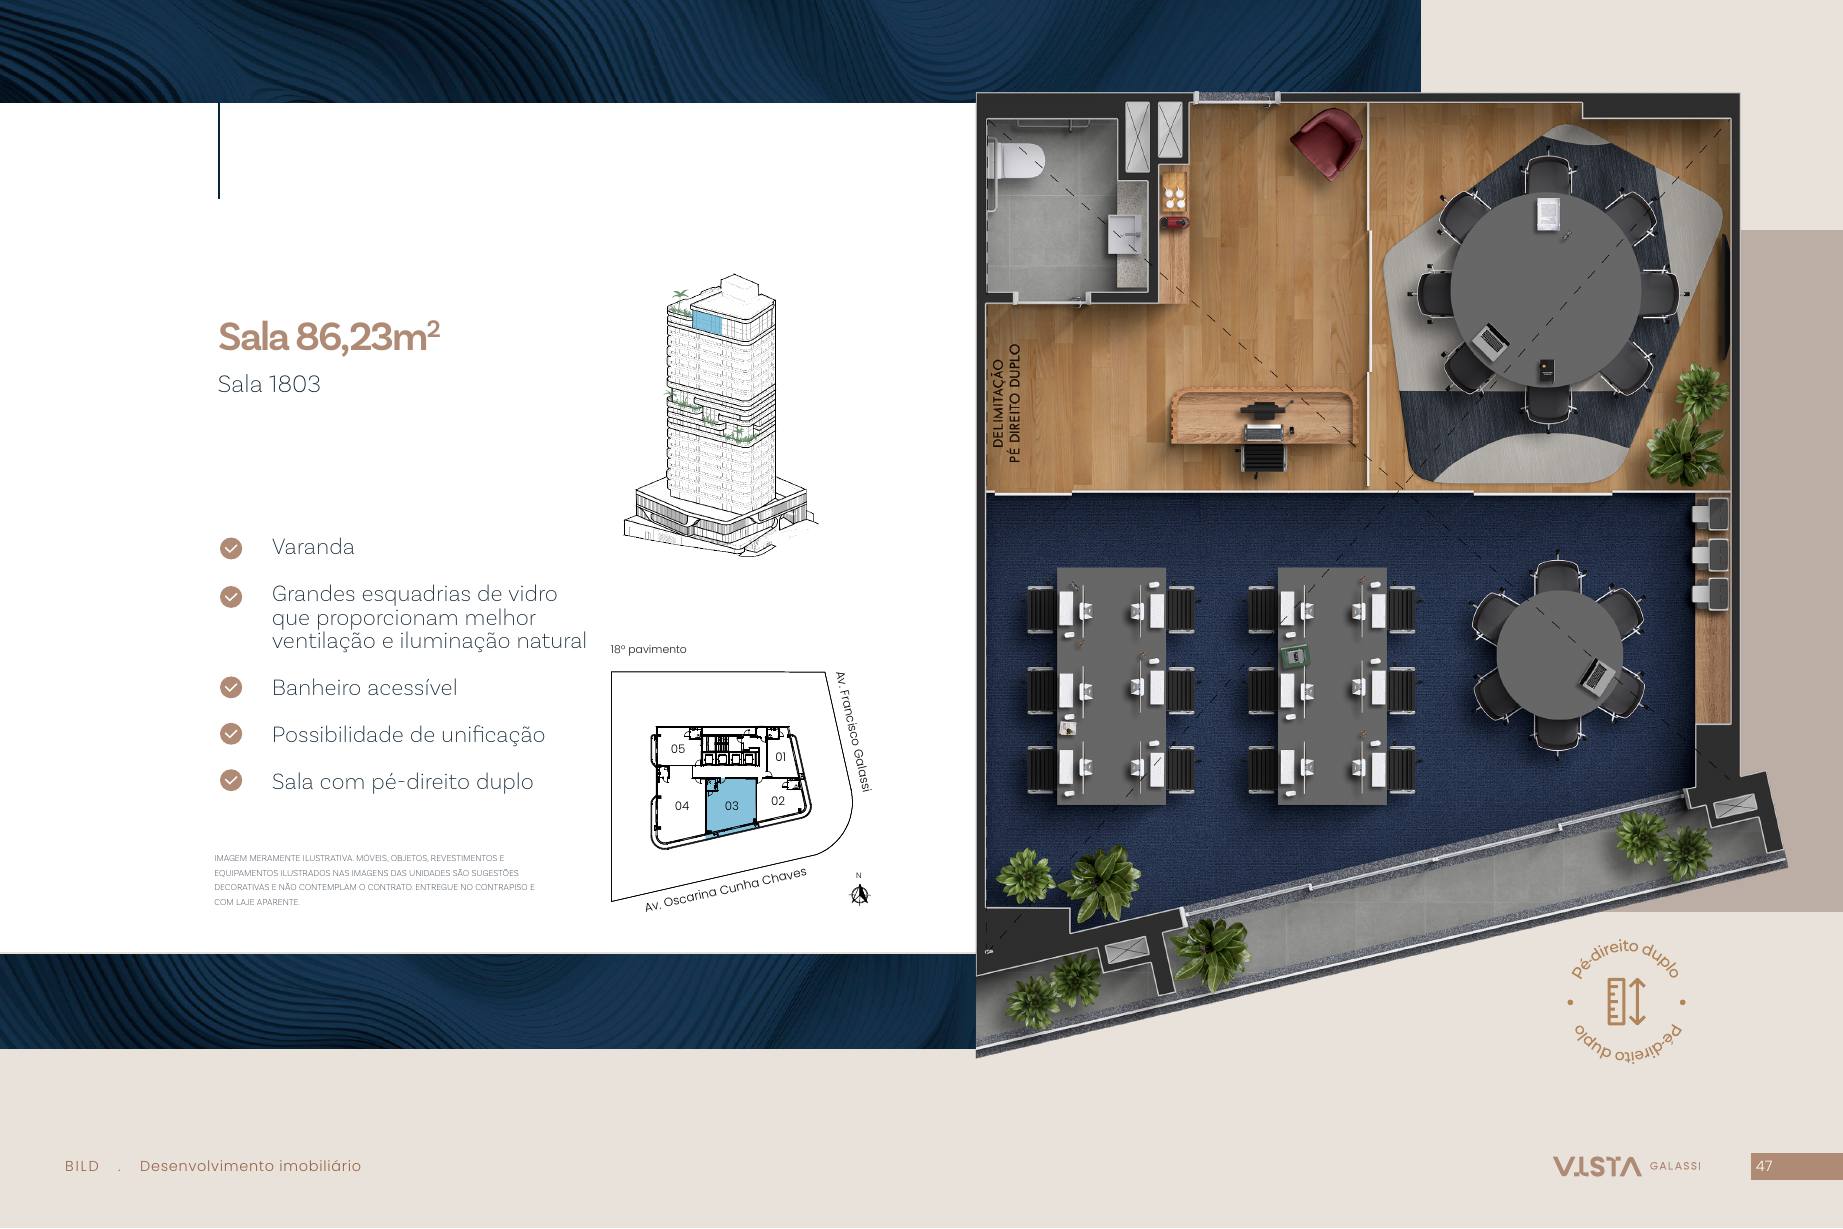 Sala 86,23m²
Sala 1803
Varanda
Grandes esquadrias de vidro
que proporcionam melhor
ventilação e iluminação natural
Banheiro acessível
Possibilidade de unificação
Sala com pé-direito duplo
IMAGEM MERAMENTE ILUSTRATIVA. MÓVEIS, OBJETOS, REVESTIMENTOS E
EQUIPAMENTOS ILUSTRADOS NAS IMAGENS DAS UNIDADES SÃO SUGESTÕES
DECORATIVAS E NÃO CONTEMPLAM O CONTRATO. ENTREGUE NO CONTRAPISO E
COM LAJE APARENTE.
18º pavimento
05
01
04
03
02
Av. Francisco Galassi
Av. Oscarina Cunha Chaves
N
DELIMITAÇÃO
PÉ DIREITO DUPLO
Pé-direito duplo
Pé-direito duplo
BILD . Desenvolvimento imobiliário
VISTA GALASSI
47